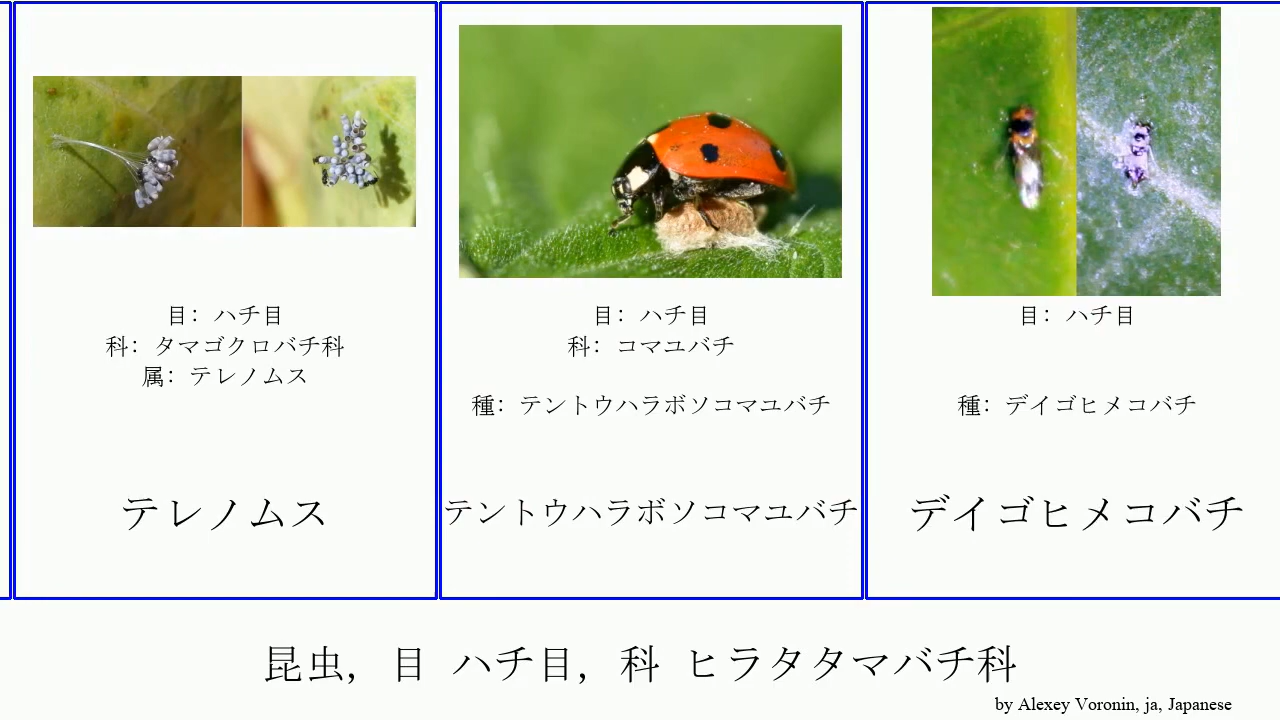 目: ハチ目
科: タマゴクロバチ科
属: テレノムス
テレノムス
目: ハチ目
科: コマユバチ
種: テントウハラボソコマユバチ
テントウハラボソコマユバチ
目: ハチ目
種: デイゴヒメコバチ
デイゴヒメコバチ
昆虫, 目 ハチ目, 科 ヒラタタマバチ科
by Alexey Voronin, ja, Japanese